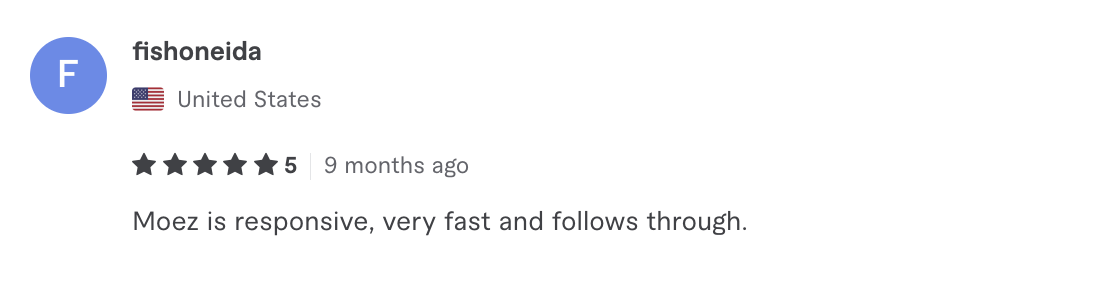 F
fishoneida
United States
5 9 months ago
Moez is responsive, very fast and follows through.